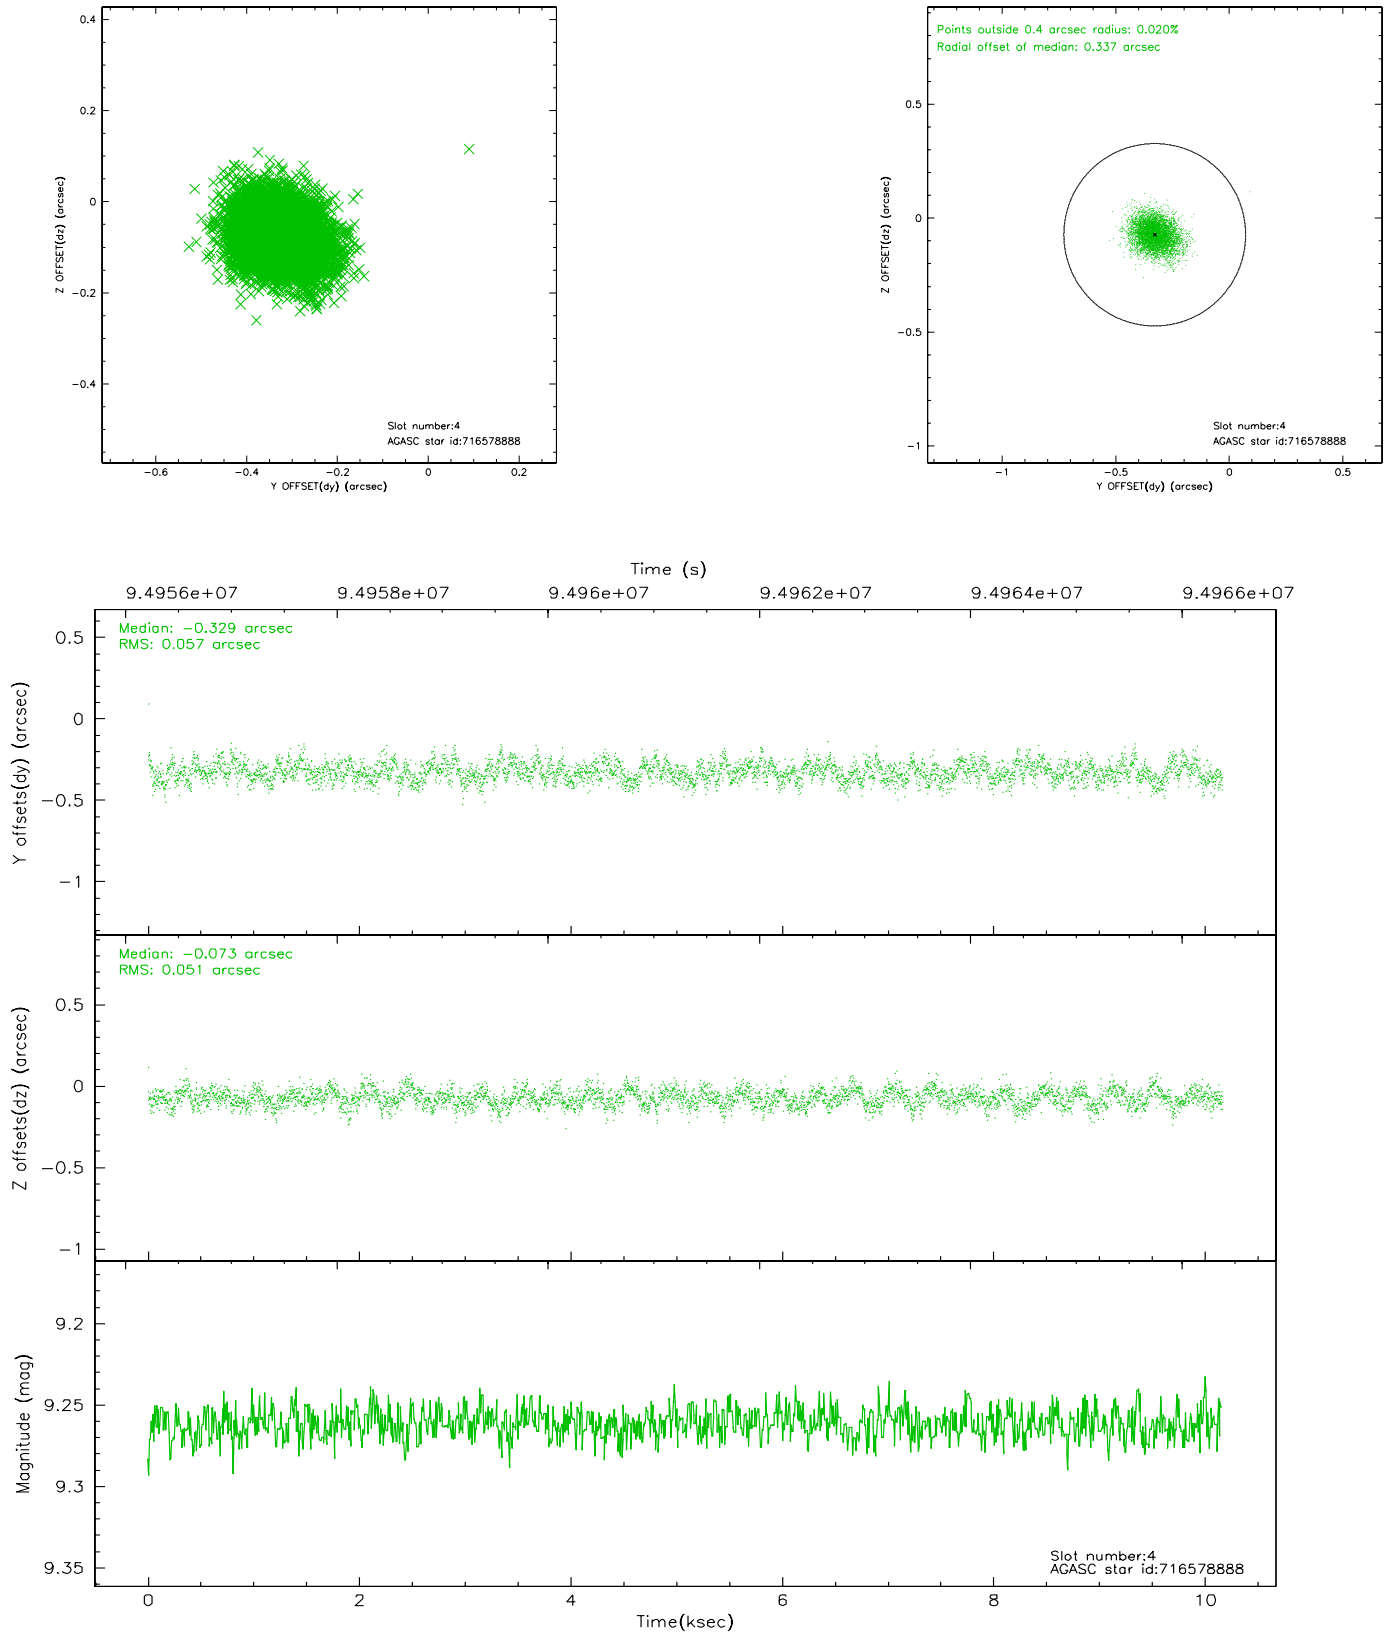 0.4
0.2
0
−0.2
−0.4
Z OFFSET(dz) (arcsec)
Slot number:4
AGASC star id:716578888
−0.6 −0.4 −0.2 0 0.2
Y OFFSET(dy) (arcsec)
Points outside 0.4 arcsec radius: 0.020%
Radial offset of median: 0.337 arcsec
0.5
0
−0.5
−1
Z OFFSET(dz) (arcsec)
Slot number:4
AGASC star id:716578888
−1 −0.5 0 0.5
Y OFFSET(dy) (arcsec)
Time (s)
9.4956e+07 9.4958e+07 9.496e+07 9.4962e+07 9.4964e+07 9.4966e+07
Median: −0.329 arcsec
RMS: 0.057 arcsec
0.5
0
−0.5
−1
Y offsets(dy) (arcsec)
Median: −0.073 arcsec
RMS: 0.051 arcsec
0.5
0
−0.5
−1
Z offsets(dz) (arcsec)
9.2
9.25
9.3
9.35
Magnitude (mag)
Slot number:4
AGASC star id:716578888
0 2 4 6 8 10
Time(ksec)